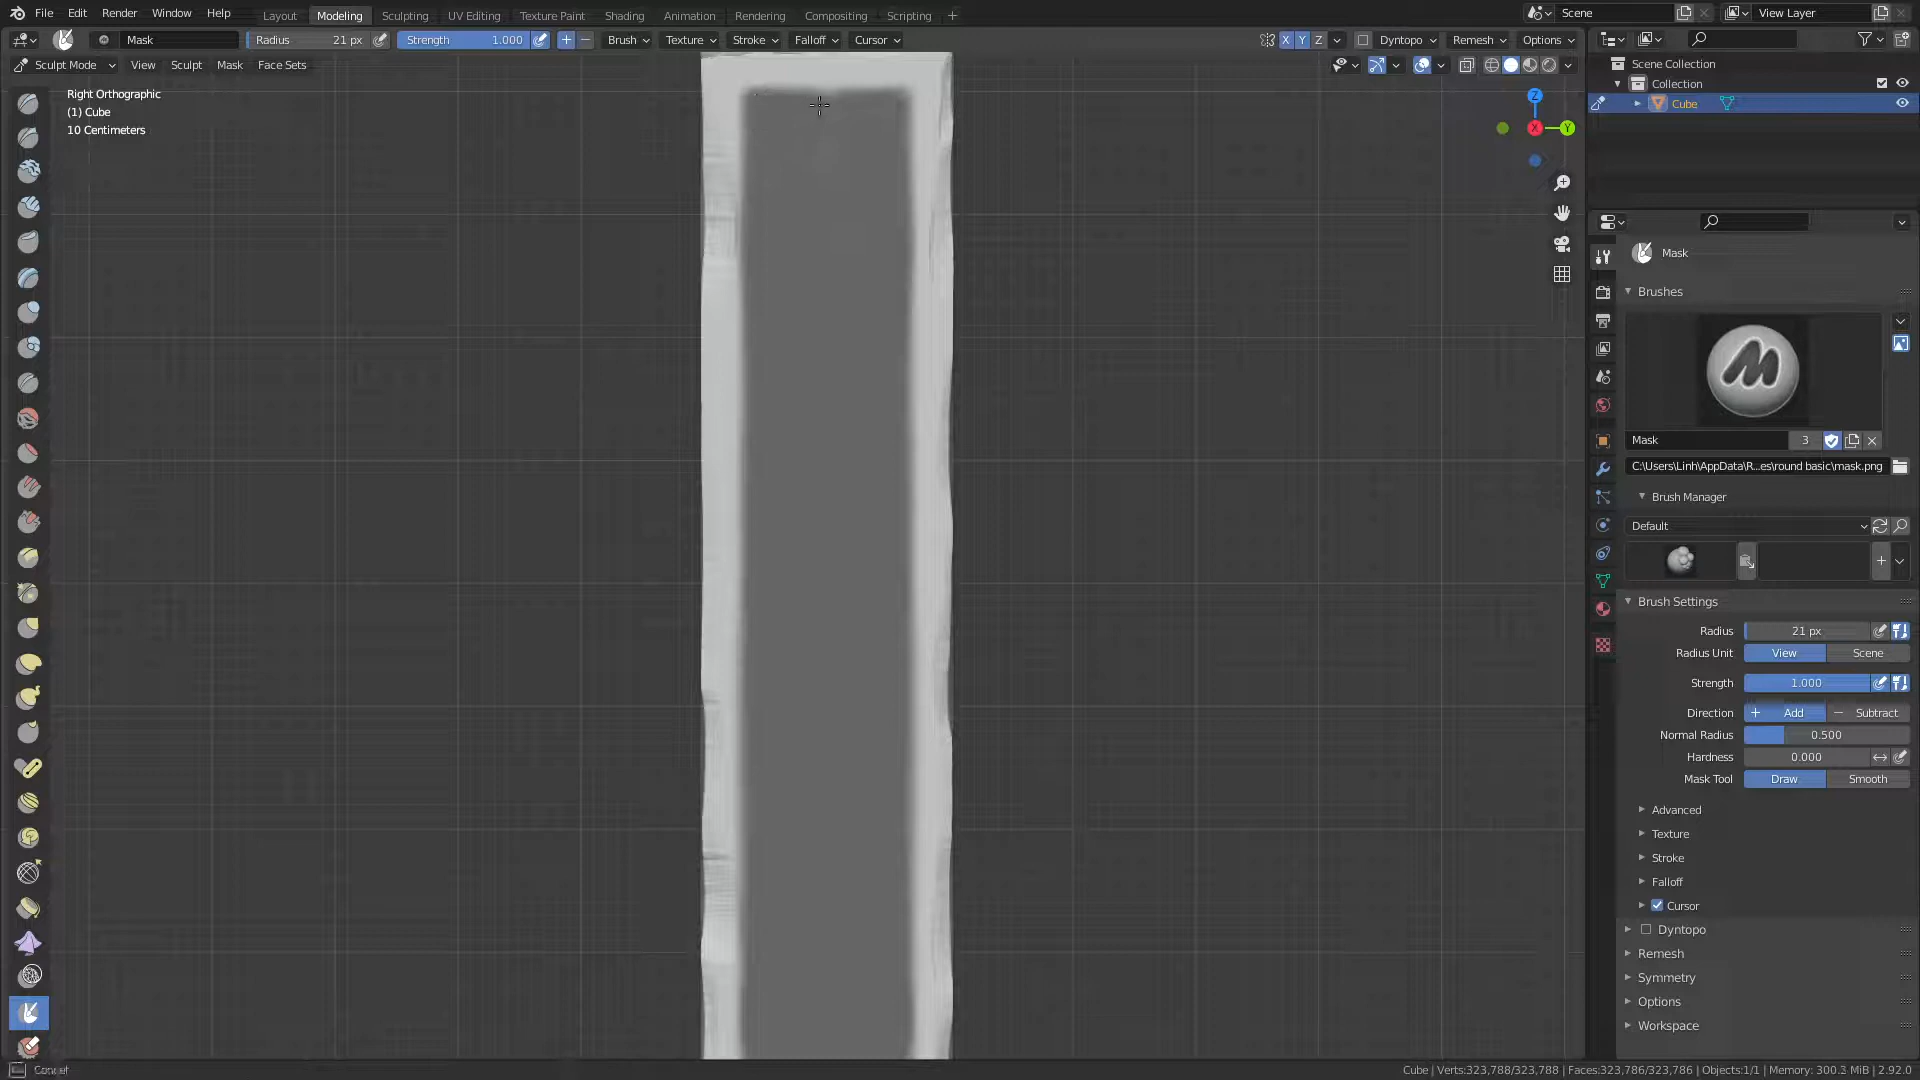 File Edit Render Window Help Layout Modeling Sculpting UV Editing Texture Paint Shading Animation Rendering Compositing Scripting + Scene View Layer
Mask Radius 21 px Strength 1.000 + − Brush Texture Stroke Falloff Cursor X Y Z Dyntopo Remesh Options
Sculpt Mode View Sculpt Mask Face Sets
Right Orthographic
(1) Cube
10 Centimeters
Z
X
Y
Scene Collection
Collection
Cube
Mask
Brushes
M
Mask 3
C:\Users\Linh\AppData\R...es\round basic\mask.png
Brush Manager
Default
Brush Settings
Radius 21 px
Radius Unit View Scene
Strength 1.000
Direction + Add − Subtract
Normal Radius 0.500
Hardness 0.000
Mask Tool Draw Smooth
Advanced
Texture
Stroke
Falloff
Cursor
Dyntopo
Remesh
Symmetry
Options
Workspace
Cube | Verts:323,788/323,788 | Faces:323,786/323,786 | Objects:1/1 | Memory: 300.3 MiB | 2.92.0